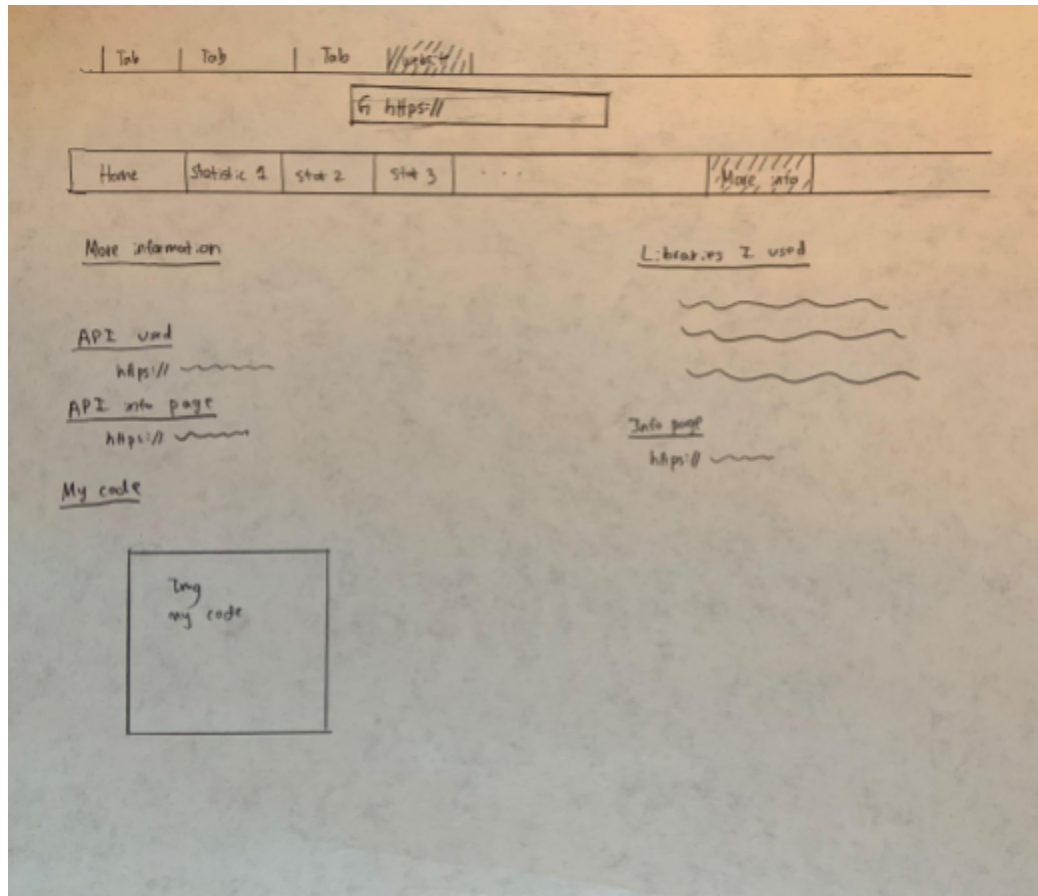 Tab Tab Tab
G https://
Home Statistic 1 Stat 2 Stat 3 . . . More info
More information
Libraries I used
API used
https://
API info page
https://
Info page
https://
My code
Img
my code